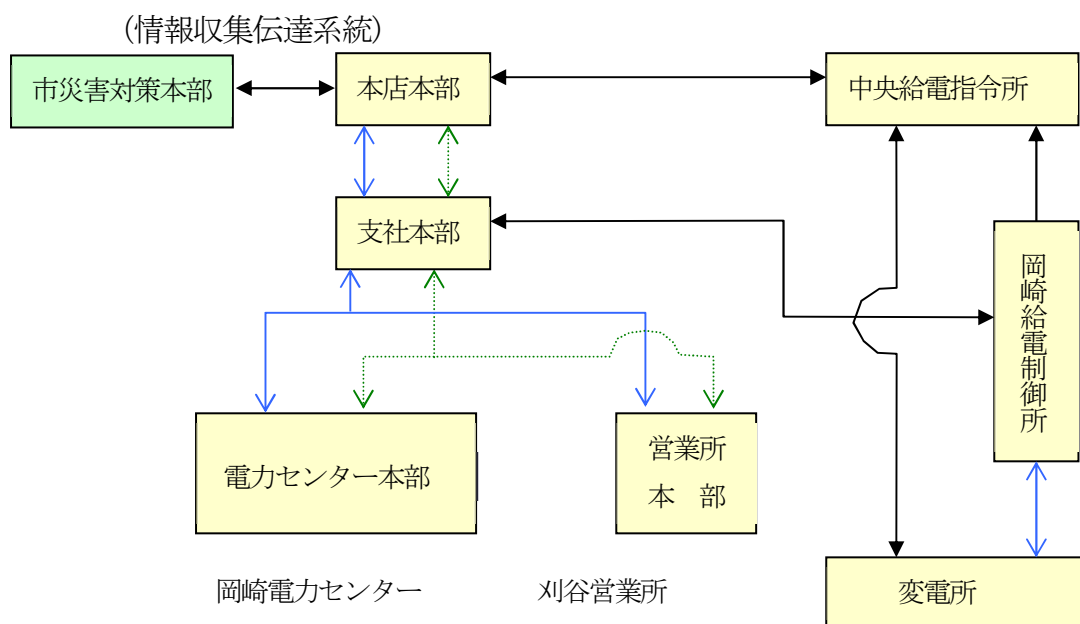 （情報収集伝達系統）
市災害対策本部
本店本部
中央給電指令所
支社本部
岡崎給電制御所
電力センター本部
営業所
本　部
岡崎電力センター
刈谷営業所
変電所